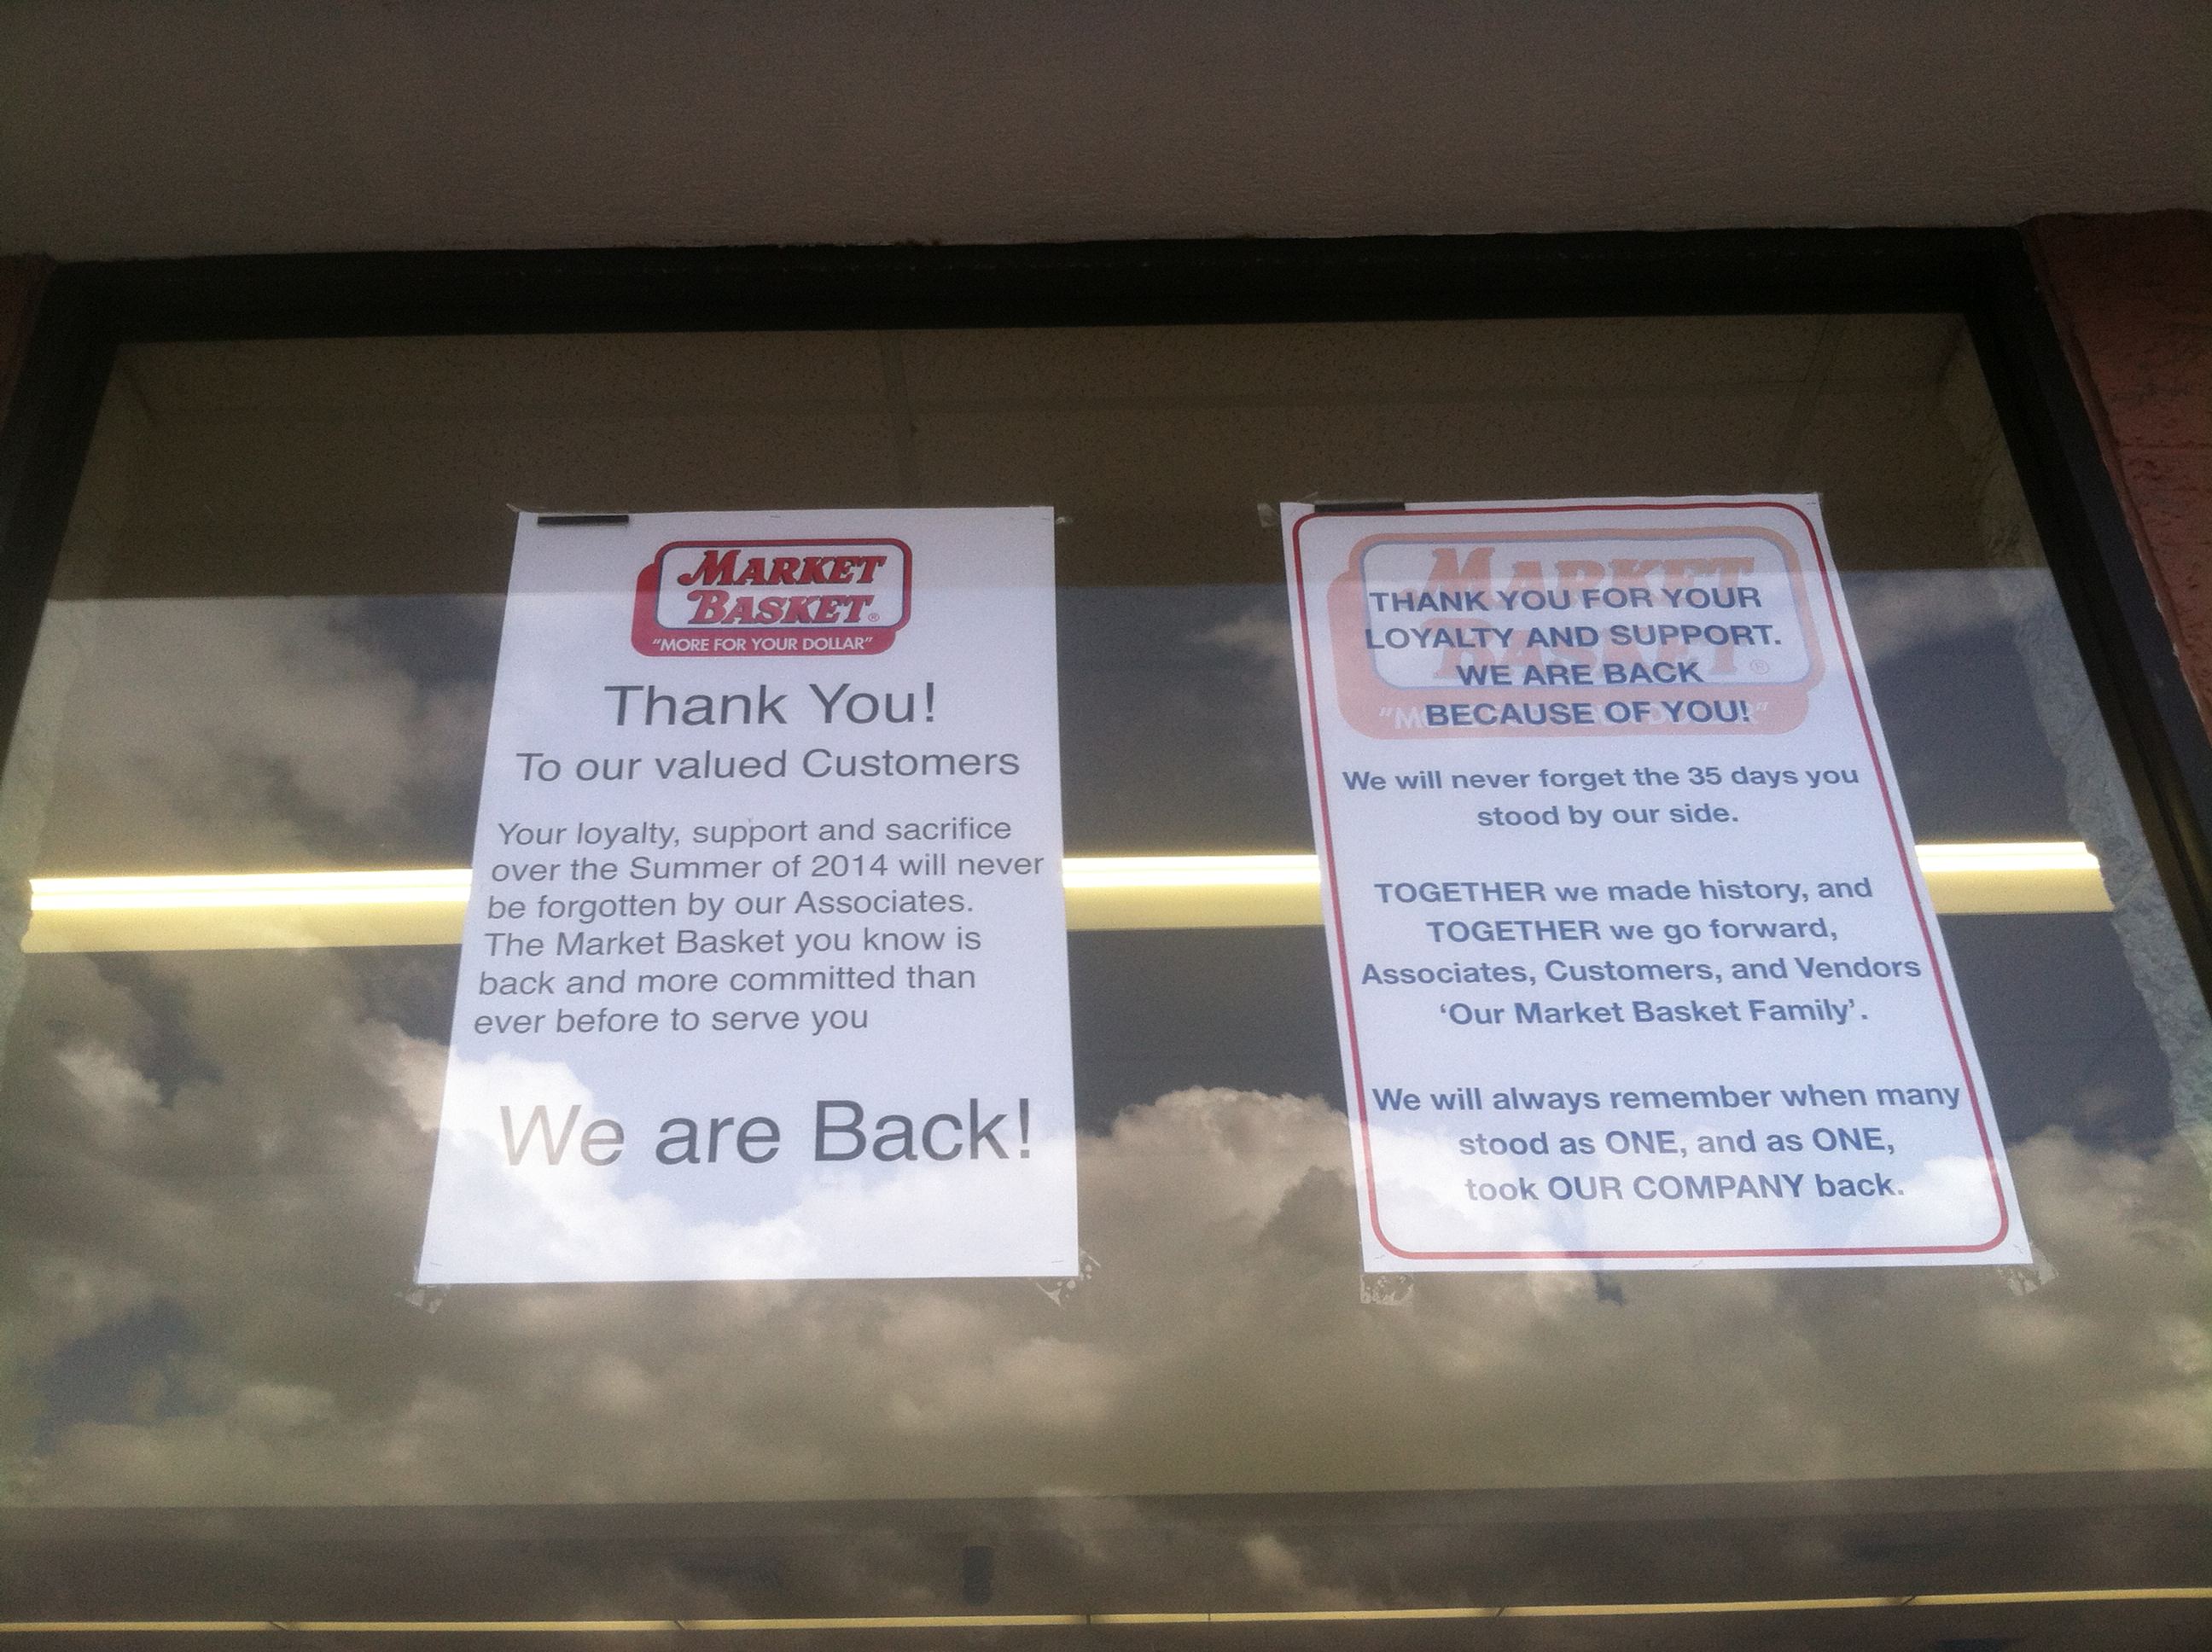 MARKET
BASKET®
"MORE FOR YOUR DOLLAR"
Thank You!
To our valued Customers
Your loyalty, support and sacrifice
over the Summer of 2014 will never
be forgotten by our Associates.
The Market Basket you know is
back and more committed than
ever before to serve you
We are Back!
MARKET
BASKET®
THANK YOU FOR YOUR
LOYALTY AND SUPPORT.
WE ARE BACK
BECAUSE OF YOU!
We will never forget the 35 days you
stood by our side.
TOGETHER we made history, and
TOGETHER we go forward,
Associates, Customers, and Vendors
‘Our Market Basket Family’.
We will always remember when many
stood as ONE, and as ONE,
took OUR COMPANY back.